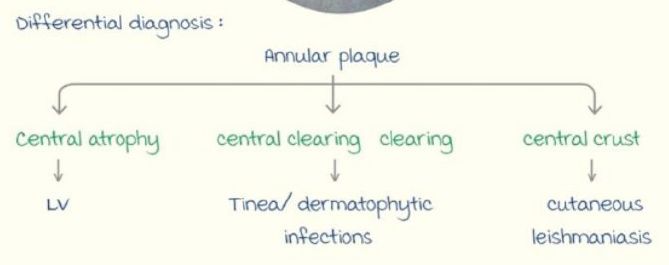 Differential diagnosis :
Annular plaque
Central atrophy central clearing clearing central crust
LV Tinea/ dermatophytic cutaneous
infections leishmaniasis